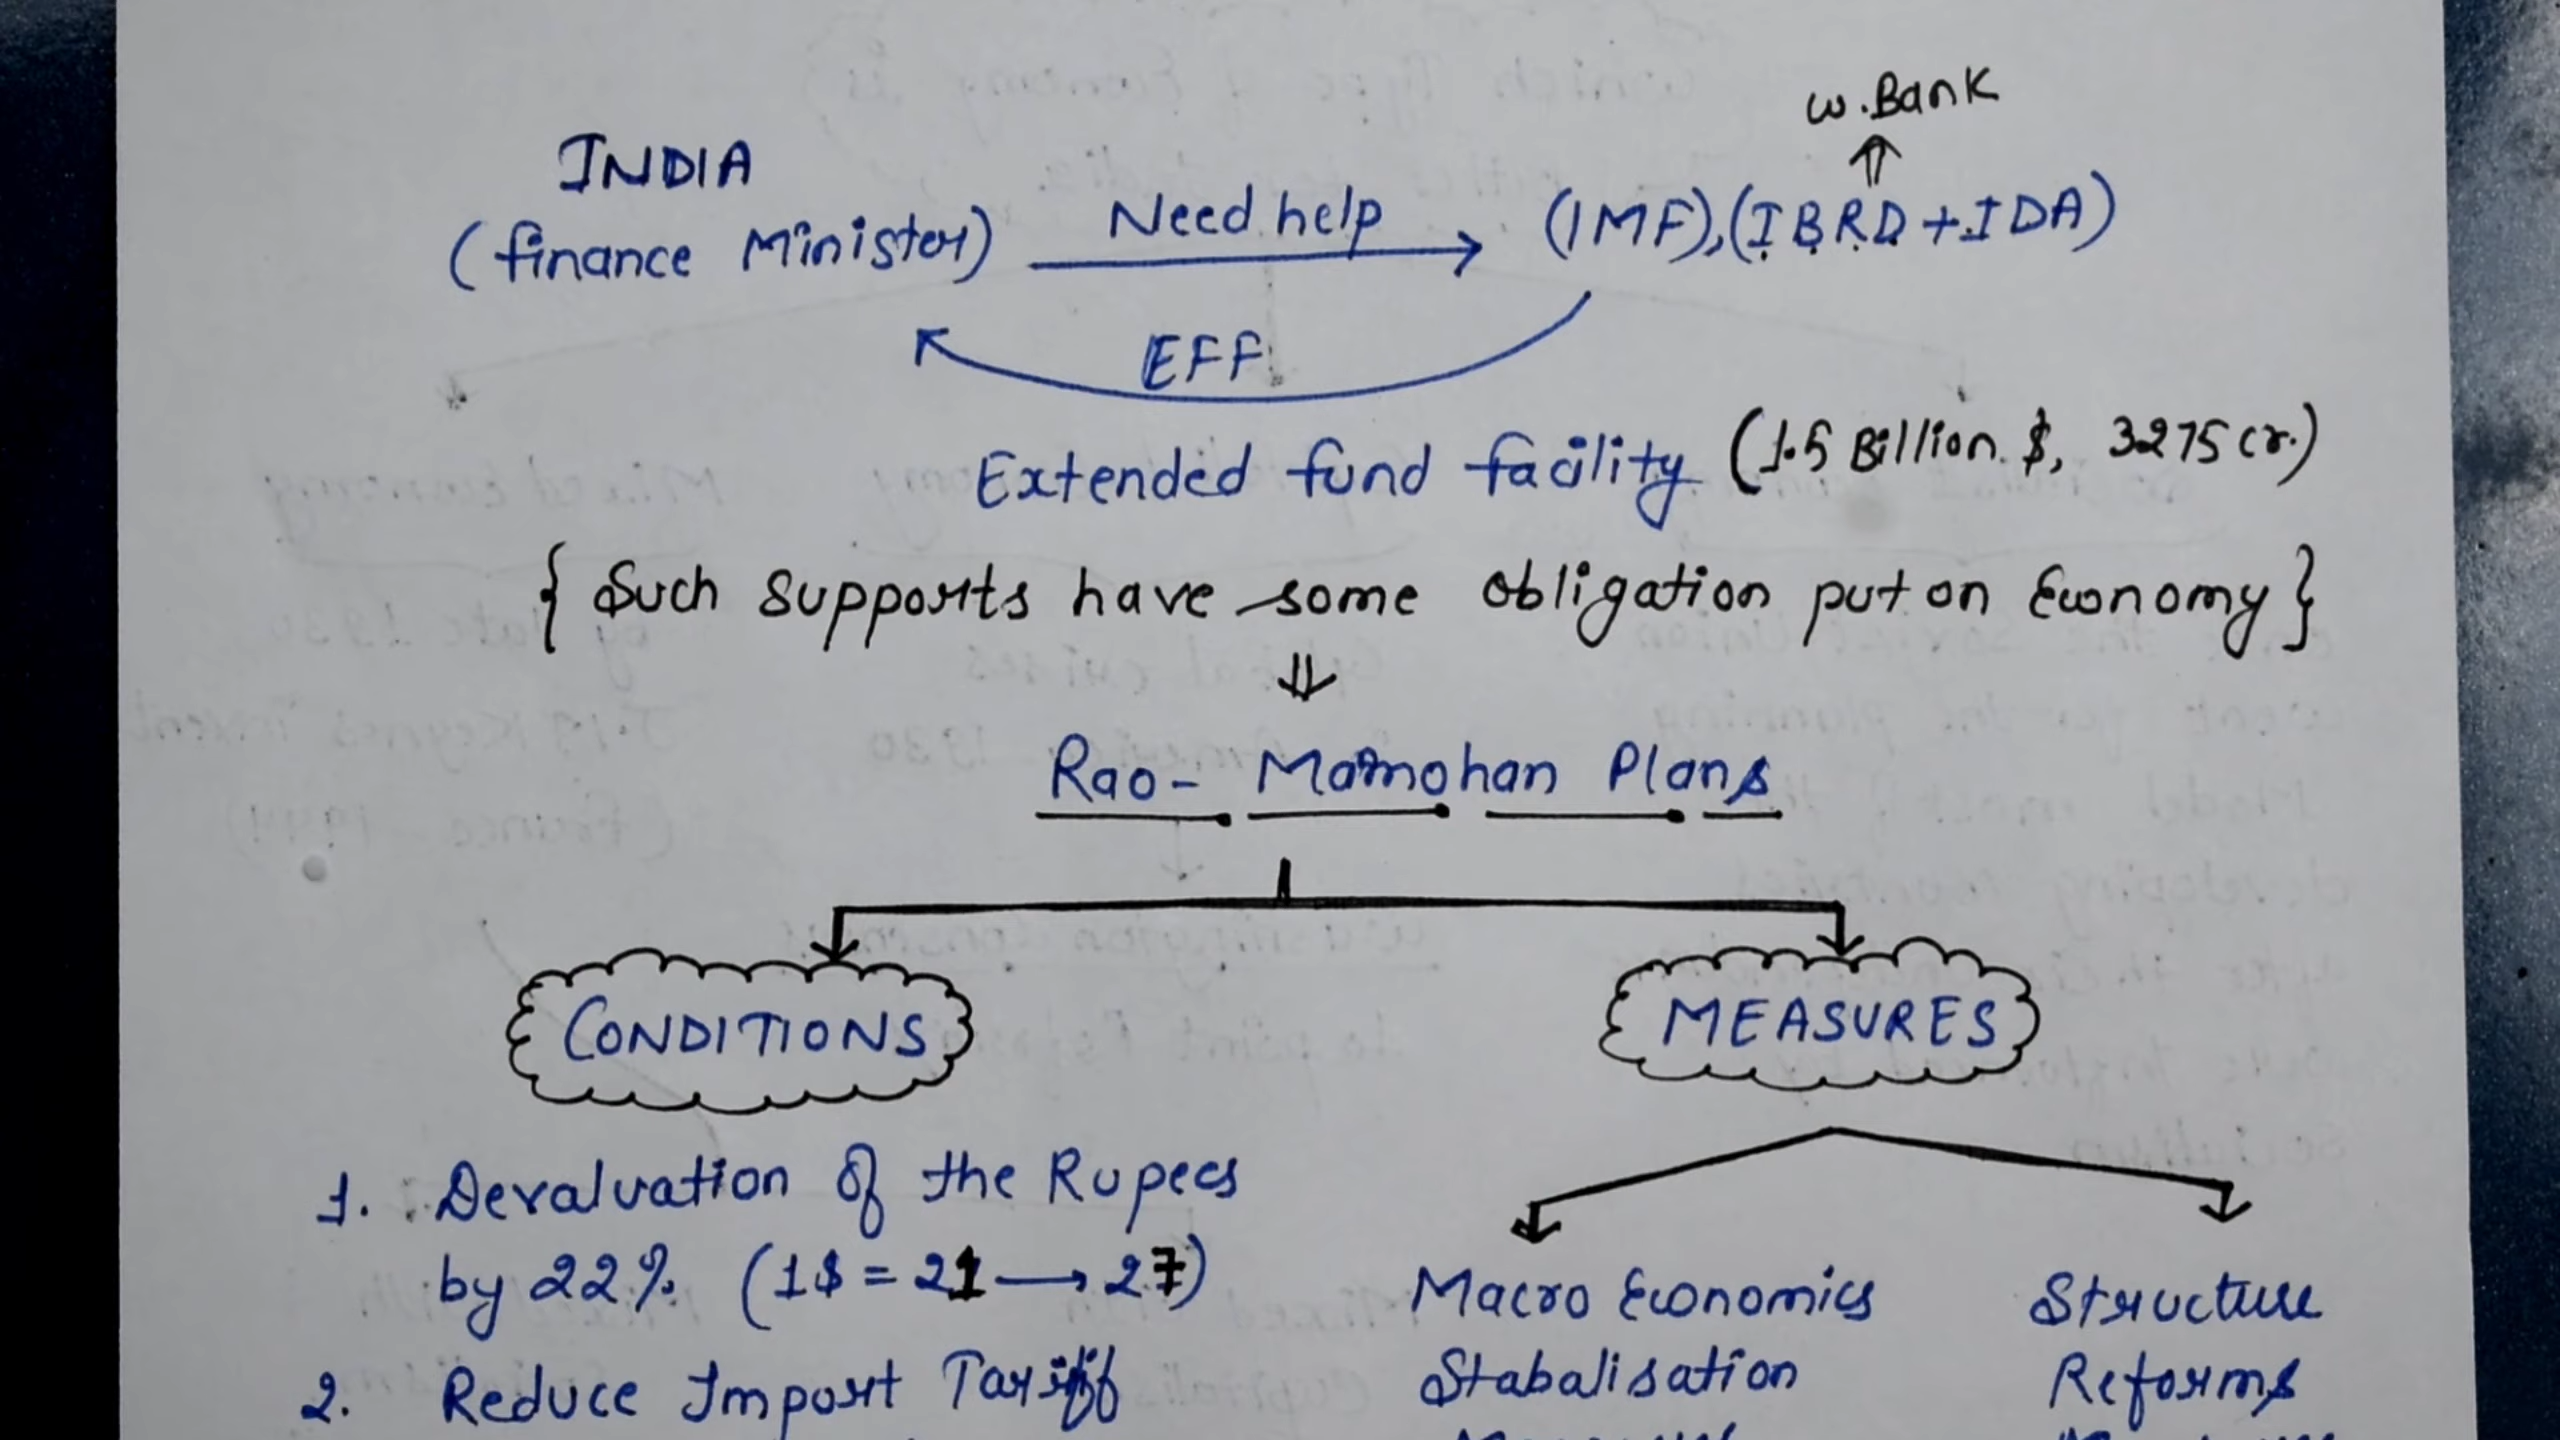 W.Bank
INDIA
(finance Minister) Need help (IMF), (IBRD + IDA)
EFF
Extended fund facility (1.5 Billion $, 3275 cr.)
{ Such supports have some obligation put on Economy }
Rao- Manmohan Plans
CONDITIONS
MEASURES
1. Devaluation of the Rupees
by 22%. (1$ = 21 → 27)
2. Reduce Import Tariff
Macro Economics
Stabalisation
Structure
Reforms